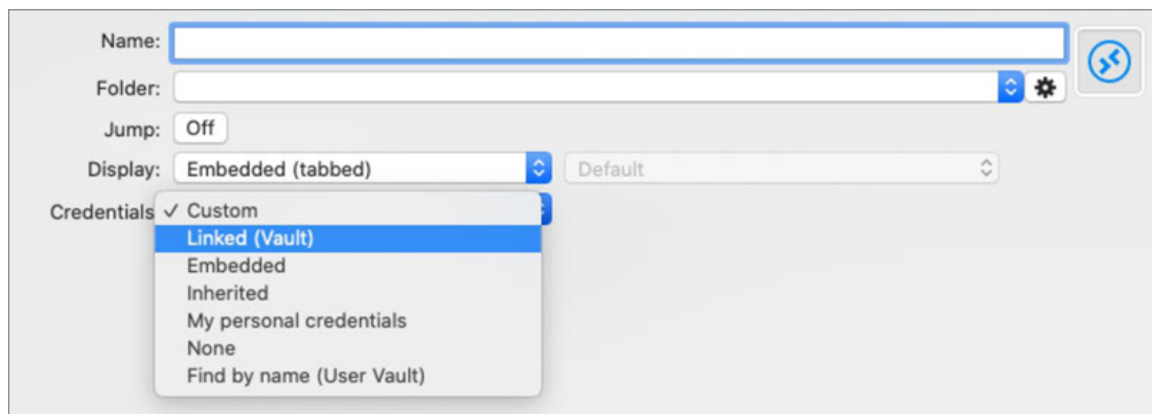 Name:
Folder:
Jump: Off
Display: Embedded (tabbed) Default
Credentials ✓ Custom
Linked (Vault)
Embedded
Inherited
My personal credentials
None
Find by name (User Vault)